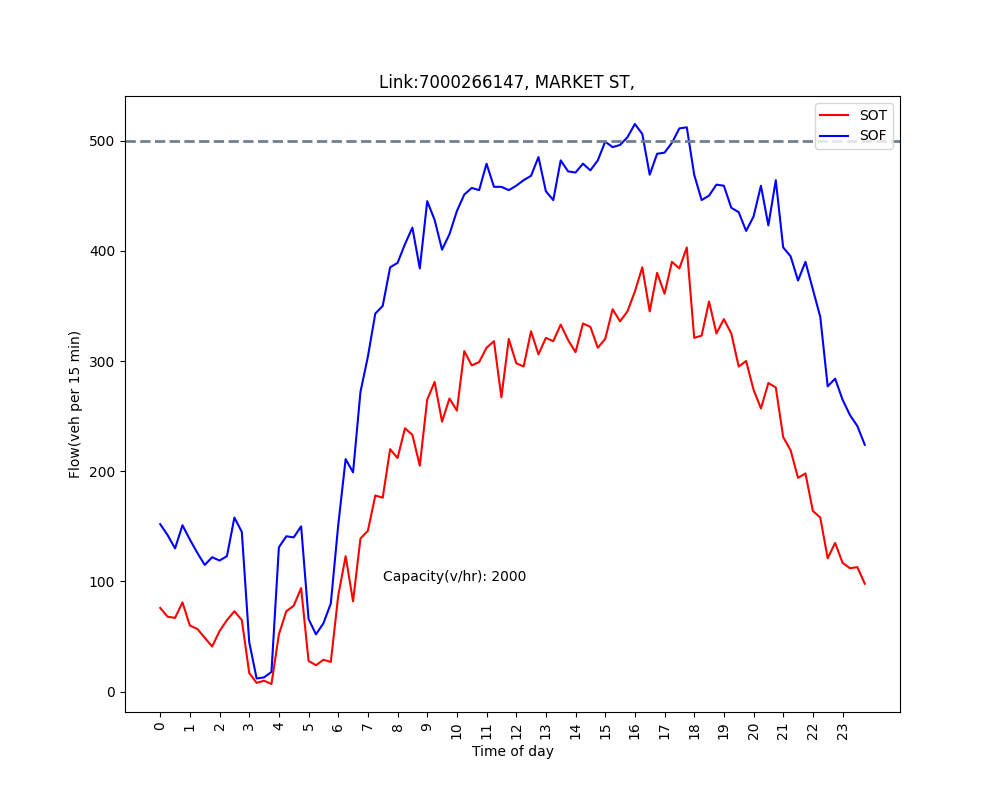 Link:7000266147, MARKET ST,
SOT
SOF
500
400
300
200
100
0
Flow(veh per 15 min)
Capacity(v/hr): 2000
0 1 2 3 4 5 6 7 8 9 10 11 12 13 14 15 16 17 18 19 20 21 22 23
Time of day